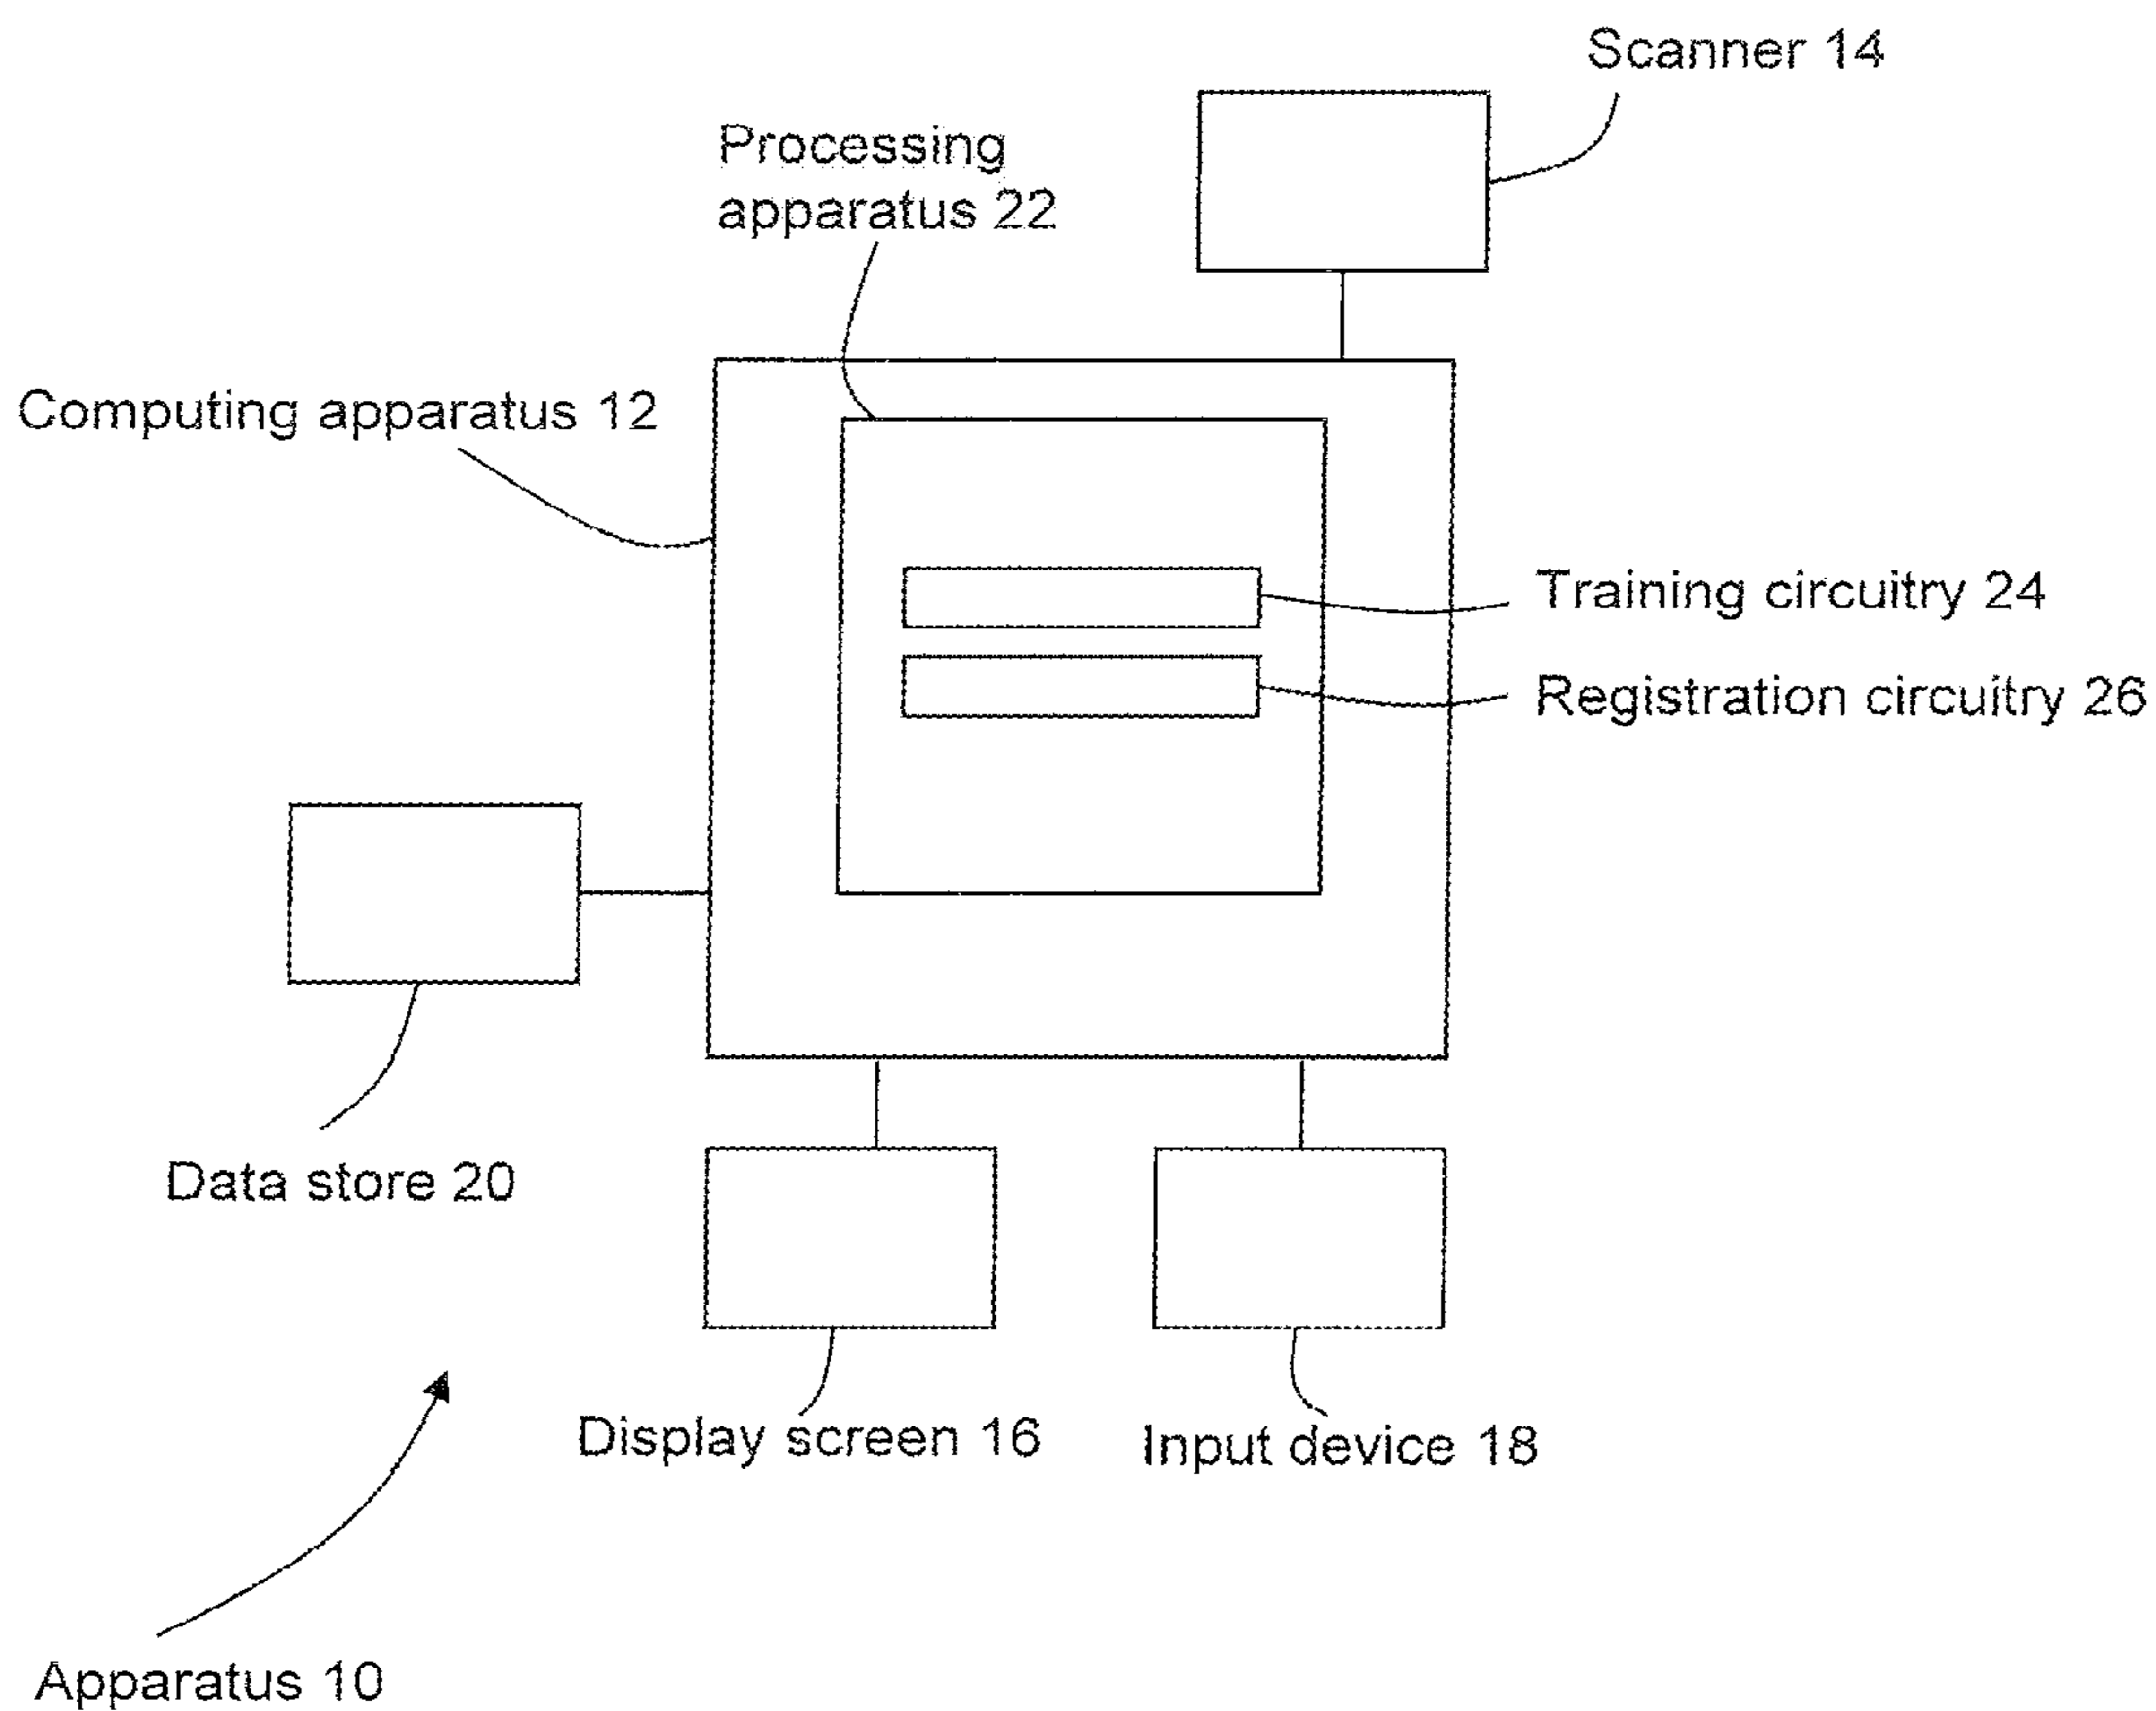 Scanner 14
Processing
apparatus 22
Computing apparatus 12
Training circuitry 24
Registration circuitry 26
Data store 20
Display screen 16
Input device 18
Apparatus 10